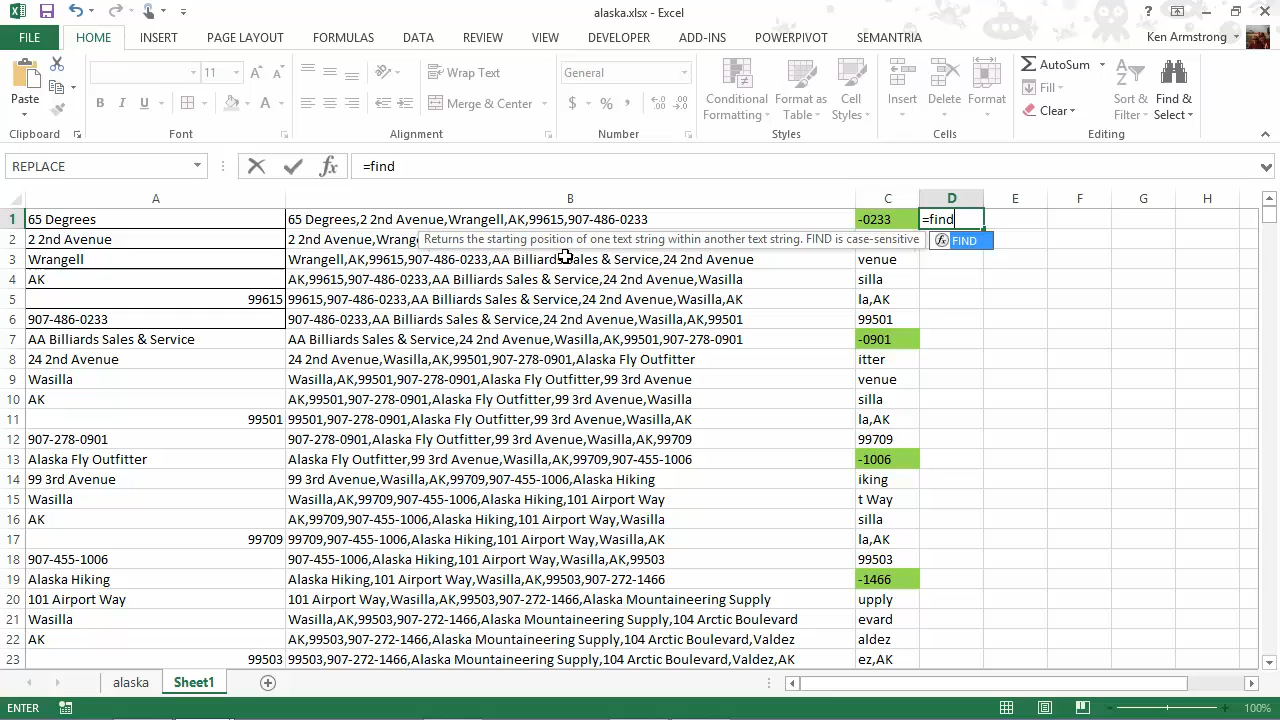 alaska.xlsx - Excel
FILE HOME INSERT PAGE LAYOUT FORMULAS DATA REVIEW VIEW DEVELOPER ADD-INS POWERPIVOT SEMANTRIA Ken Armstrong
Paste 11 A A Wrap Text General AutoSum
B I U A Merge & Center $ % , Conditional Formatting Format as Table Cell Styles Insert Delete Format Fill Clear Sort & Filter Find & Select
Clipboard Font Alignment Number Styles Cells Editing
REPLACE fx =find
A B C D E F G H
1 65 Degrees 65 Degrees,2 2nd Avenue,Wrangell,AK,99615,907-486-0233 -0233 =find
2 2 2nd Avenue 2 2nd Avenue,Wrang Returns the starting position of one text string within another text string. FIND is case-sensitive FIND
3 Wrangell Wrangell,AK,99615,907-486-0233,AA Billiards Sales & Service,24 2nd Avenue venue
4 AK AK,99615,907-486-0233,AA Billiards Sales & Service,24 2nd Avenue,Wasilla silla
5 99615 99615,907-486-0233,AA Billiards Sales & Service,24 2nd Avenue,Wasilla,AK la,AK
6 907-486-0233 907-486-0233,AA Billiards Sales & Service,24 2nd Avenue,Wasilla,AK,99501 99501
7 AA Billiards Sales & Service AA Billiards Sales & Service,24 2nd Avenue,Wasilla,AK,99501,907-278-0901 -0901
8 24 2nd Avenue 24 2nd Avenue,Wasilla,AK,99501,907-278-0901,Alaska Fly Outfitter itter
9 Wasilla Wasilla,AK,99501,907-278-0901,Alaska Fly Outfitter,99 3rd Avenue venue
10 AK AK,99501,907-278-0901,Alaska Fly Outfitter,99 3rd Avenue,Wasilla silla
11 99501 99501,907-278-0901,Alaska Fly Outfitter,99 3rd Avenue,Wasilla,AK la,AK
12 907-278-0901 907-278-0901,Alaska Fly Outfitter,99 3rd Avenue,Wasilla,AK,99709 99709
13 Alaska Fly Outfitter Alaska Fly Outfitter,99 3rd Avenue,Wasilla,AK,99709,907-455-1006 -1006
14 99 3rd Avenue 99 3rd Avenue,Wasilla,AK,99709,907-455-1006,Alaska Hiking iking
15 Wasilla Wasilla,AK,99709,907-455-1006,Alaska Hiking,101 Airport Way t Way
16 AK AK,99709,907-455-1006,Alaska Hiking,101 Airport Way,Wasilla silla
17 99709 99709,907-455-1006,Alaska Hiking,101 Airport Way,Wasilla,AK la,AK
18 907-455-1006 907-455-1006,Alaska Hiking,101 Airport Way,Wasilla,AK,99503 99503
19 Alaska Hiking Alaska Hiking,101 Airport Way,Wasilla,AK,99503,907-272-1466 -1466
20 101 Airport Way 101 Airport Way,Wasilla,AK,99503,907-272-1466,Alaska Mountaineering Supply upply
21 Wasilla Wasilla,AK,99503,907-272-1466,Alaska Mountaineering Supply,104 Arctic Boulevard evard
22 AK AK,99503,907-272-1466,Alaska Mountaineering Supply,104 Arctic Boulevard,Valdez aldez
23 99503 99503,907-272-1466,Alaska Mountaineering Supply,104 Arctic Boulevard,Valdez,AK ez,AK
alaska Sheet1
ENTER 100%